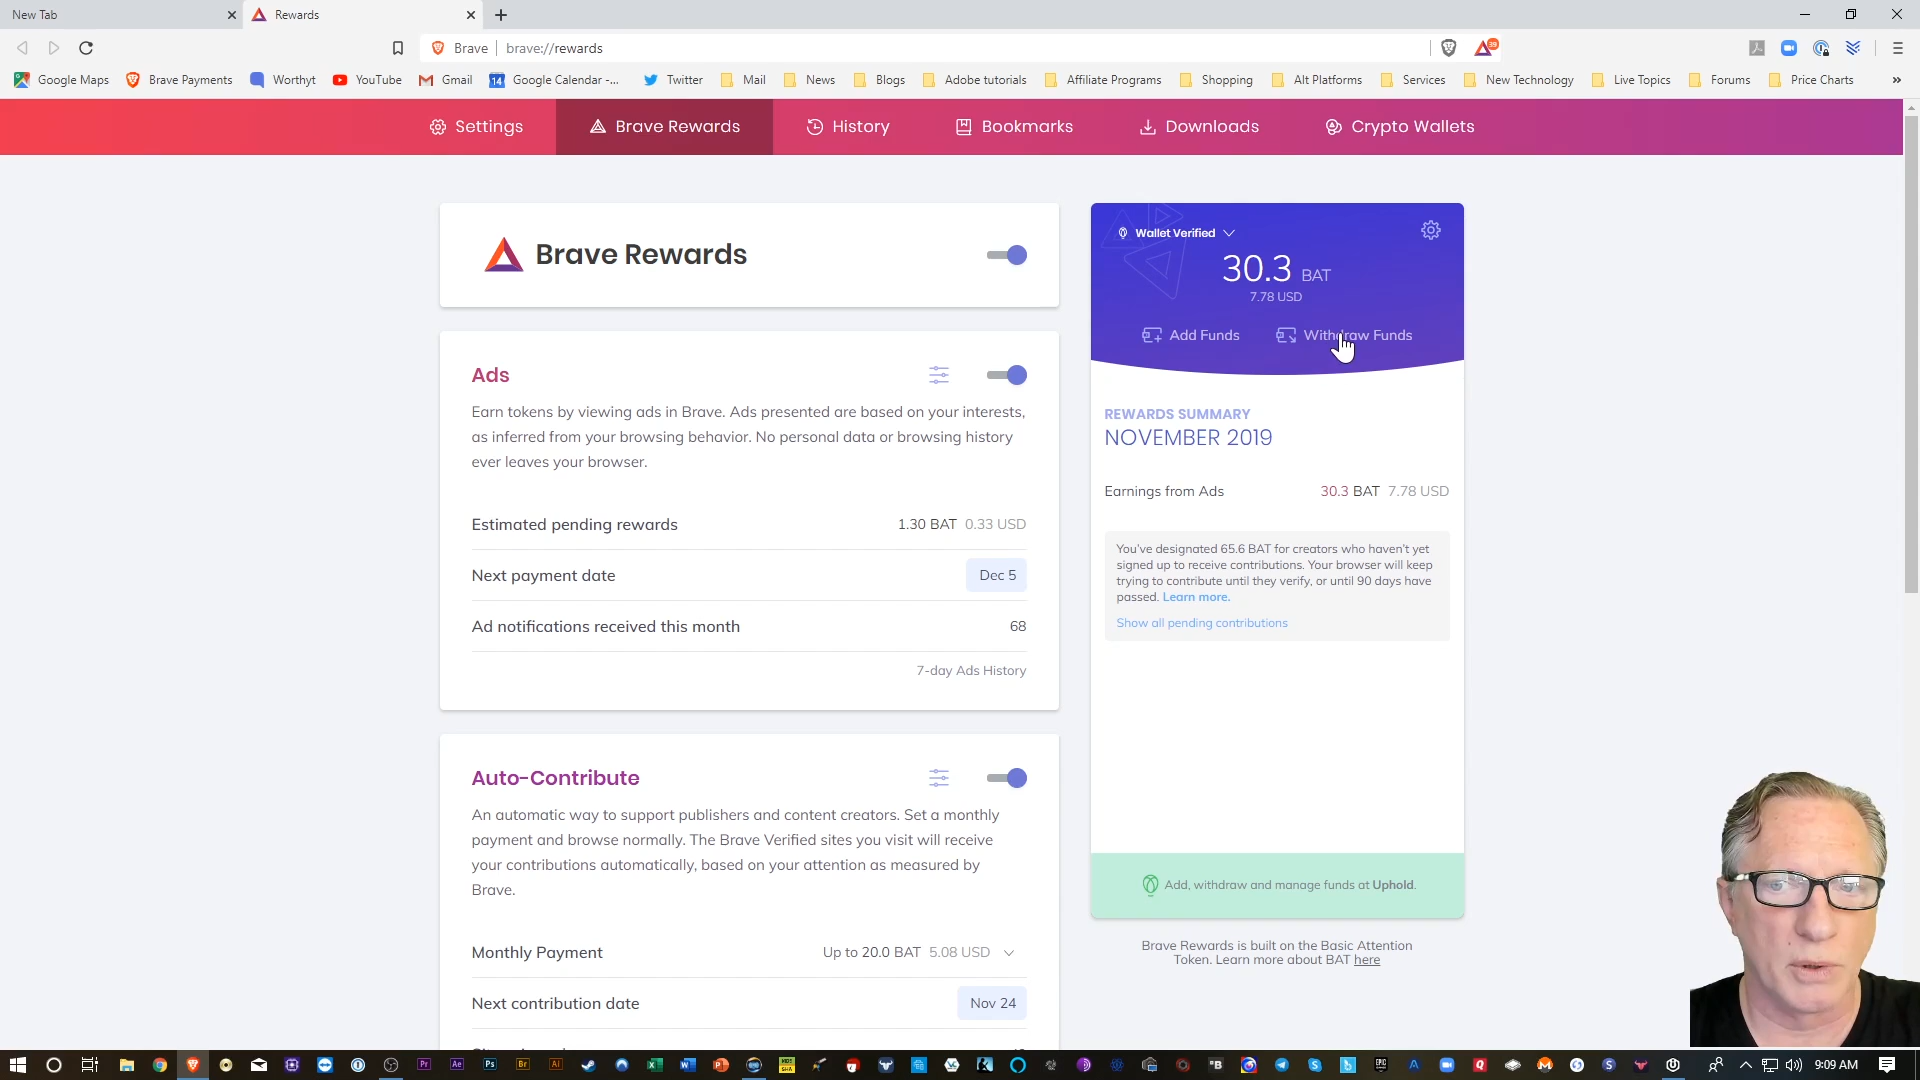 New Tab
Rewards
Brave brave://rewards
39
Google Maps Brave Payments Worthyt YouTube Gmail 14 Google Calendar -... Twitter Mail News Blogs Adobe tutorials Affiliate Programs Shopping Alt Platforms Services New Technology Live Topics Forums Price Charts »
Settings Brave Rewards History Bookmarks Downloads Crypto Wallets
Brave Rewards
Ads
Earn tokens by viewing ads in Brave. Ads presented are based on your interests,
as inferred from your browsing behavior. No personal data or browsing history
ever leaves your browser.
Estimated pending rewards 1.30 BAT 0.33 USD
Next payment date Dec 5
Ad notifications received this month 68
7-day Ads History
Auto-Contribute
An automatic way to support publishers and content creators. Set a monthly
payment and browse normally. The Brave Verified sites you visit will receive
your contributions automatically, based on your attention as measured by
Brave.
Monthly Payment Up to 20.0 BAT 5.08 USD
Next contribution date Nov 24
Wallet Verified
30.3 BAT
7.78 USD
Add Funds Withdraw Funds
REWARDS SUMMARY
NOVEMBER 2019
Earnings from Ads 30.3 BAT 7.78 USD
You've designated 65.6 BAT for creators who haven't yet
signed up to receive contributions. Your browser will keep
trying to contribute until they verify, or until 90 days have
passed. Learn more.
Show all pending contributions
Add, withdraw and manage funds at Uphold.
Brave Rewards is built on the Basic Attention
Token. Learn more about BAT here
Pr Ae Ps Br Ai
9:09 AM